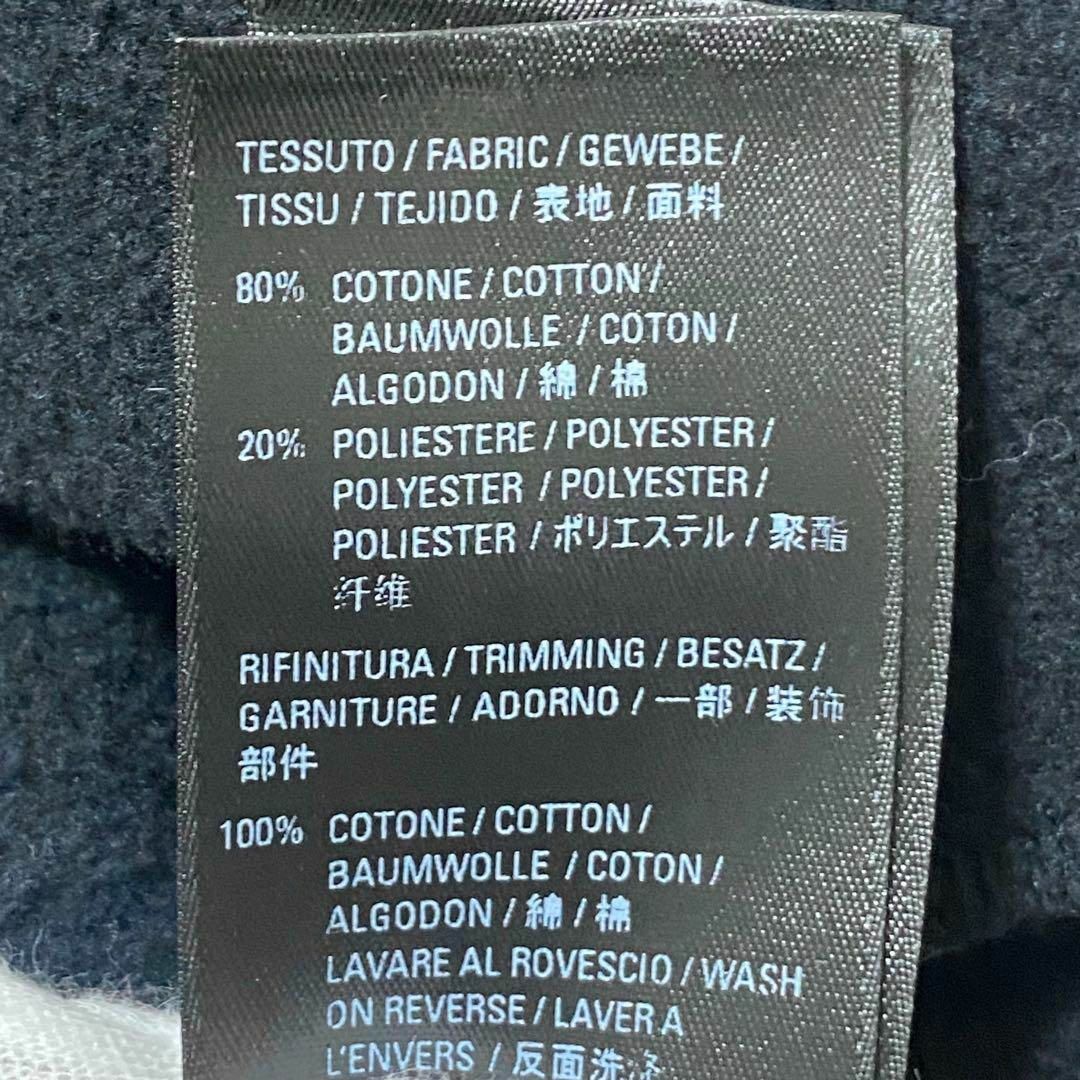 TESSUTO / FABRIC / GEWEBE /
TISSU / TEJIDO / 表地 / 面料
80% COTONE / COTTON /
BAUMWOLLE / COTON /
ALGODON / 綿 / 棉
20% POLIESTERE / POLYESTER /
POLYESTER / POLYESTER /
POLIESTER / ポリエステル / 聚酯
纤维
RIFINITURA / TRIMMING / BESATZ /
GARNITURE / ADORNO / 一部 / 装饰
部件
100% COTONE / COTTON /
BAUMWOLLE / COTON /
ALGODON / 綿 / 棉
LAVARE AL ROVESCIO / WASH
ON REVERSE / LAVER A
L'ENVERS / 反面洗涤